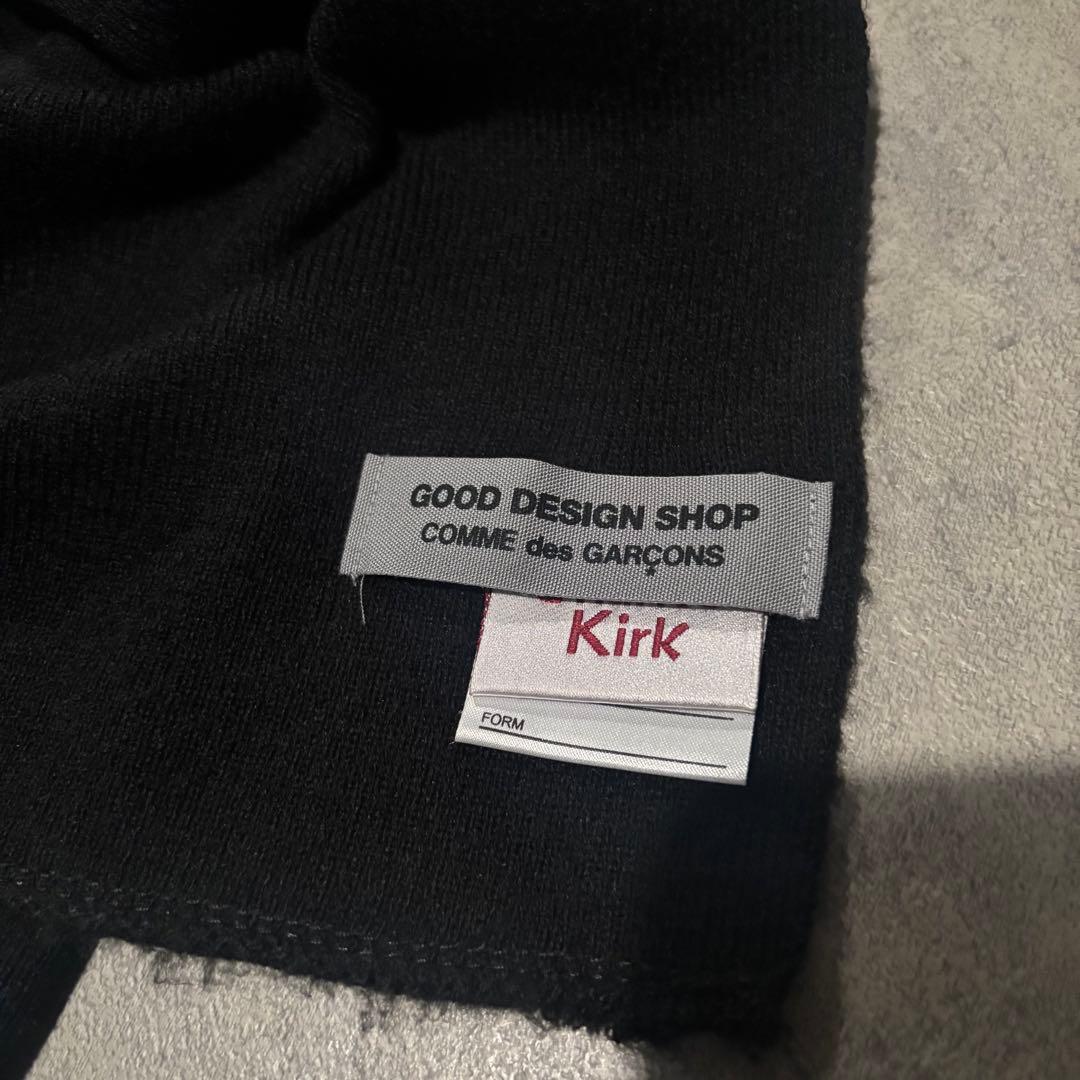 GOOD DESIGN SHOP
COMME des GARÇONS
Kirk
FORM